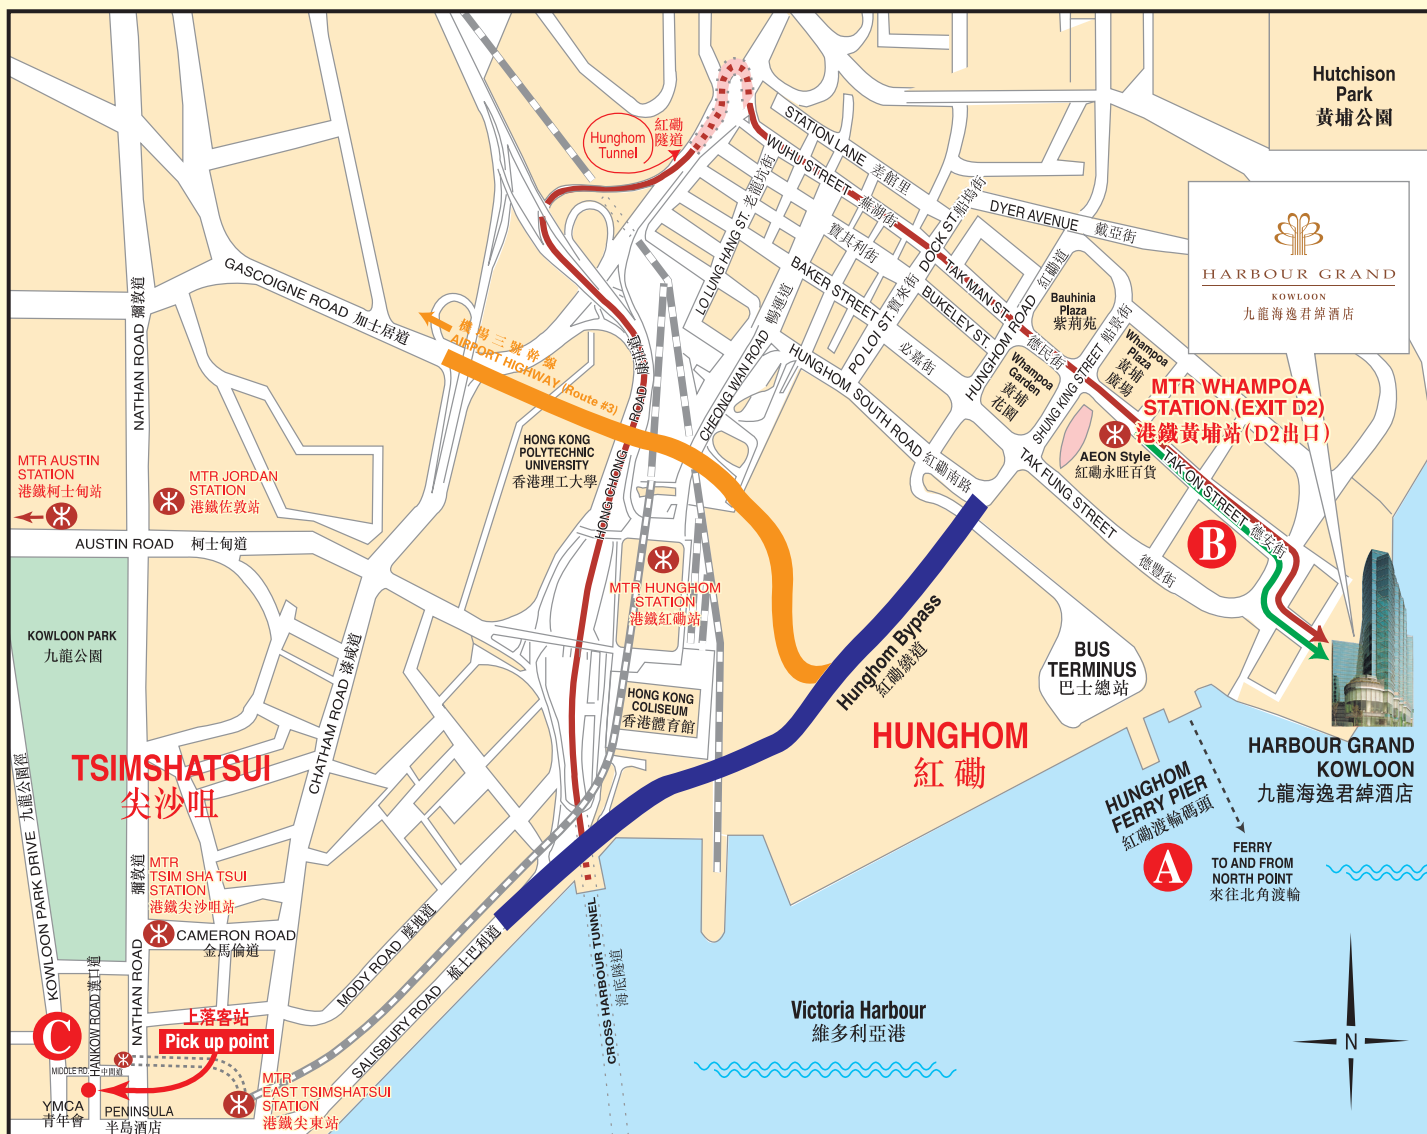 Hutchison
Park
黃埔公園
HARBOUR GRAND
KOWLOON
九龍海逸君綽酒店
紅磡
隧道
Hunghom
Tunnel
STATION LANE 差館里
WUHU STREET 蕪湖街
DYER AVENUE 戴亞街
DOCK ST. 船塢街
LO LUNG HANG ST. 老龍坑街
寶其利街
BAKER STREET
BUKELEY ST.
TAK MAN ST. 德民街
PO LOI ST. 寶來街
必嘉街
CHEONG WAN ROAD 暢運道
HUNGHOM ROAD 紅磡道
HUNGHOM SOUTH ROAD 紅磡南路
Bauhinia
Plaza
紫荊苑
SHUNG KING STREET 船景街
Whampoa
Plaza
黃埔
廣場
Whampoa
Garden
黃埔
花園
MTR WHAMPOA
STATION (EXIT D2)
港鐵黃埔站(D2出口)
AEON Style
紅磡永旺百貨
TAK ON STREET 德安街
TAK FUNG STREET 德豐街
B
GASCOIGNE ROAD 加士居道
機場三號幹線
AIRPORT HIGHWAY (Route #3)
NATHAN ROAD 彌敦道
HONG KONG
POLYTECHNIC
UNIVERSITY
香港理工大學
HONG CHONG ROAD 康莊道
MTR AUSTIN
STATION
港鐵柯士甸站
MTR JORDAN
STATION
港鐵佐敦站
AUSTIN ROAD 柯士甸道
MTR HUNGHOM
STATION
港鐵紅磡站
KOWLOON PARK
九龍公園
CHATHAM ROAD 漆咸道
HONG KONG
COLISEUM
香港體育館
Hunghom Bypass
紅磡繞道
BUS
TERMINUS
巴士總站
HUNGHOM
紅磡
TSIMSHATSUI
尖沙咀
HARBOUR GRAND
KOWLOON
九龍海逸君綽酒店
HUNGHOM
FERRY PIER
紅磡渡輪碼頭
A
FERRY
TO AND FROM
NORTH POINT
來往北角渡輪
KOWLOON PARK DRIVE 九龍公園徑
彌敦道
MTR
TSIM SHA TSUI
STATION
港鐵尖沙咀站
CAMERON ROAD
金馬倫道
NATHAN ROAD
HANKOW ROAD 漢口道
MODY ROAD 麼地道
SALISBURY ROAD 梳士巴利道
CROSS HARBOUR TUNNEL
海底隧道
Victoria Harbour
維多利亞港
N
C
上落客站
Pick up point
MIDDLE RD. 中間道
YMCA
青年會
PENINSULA
半島酒店
MTR
EAST TSIMSHATSUI
STATION
港鐵尖東站